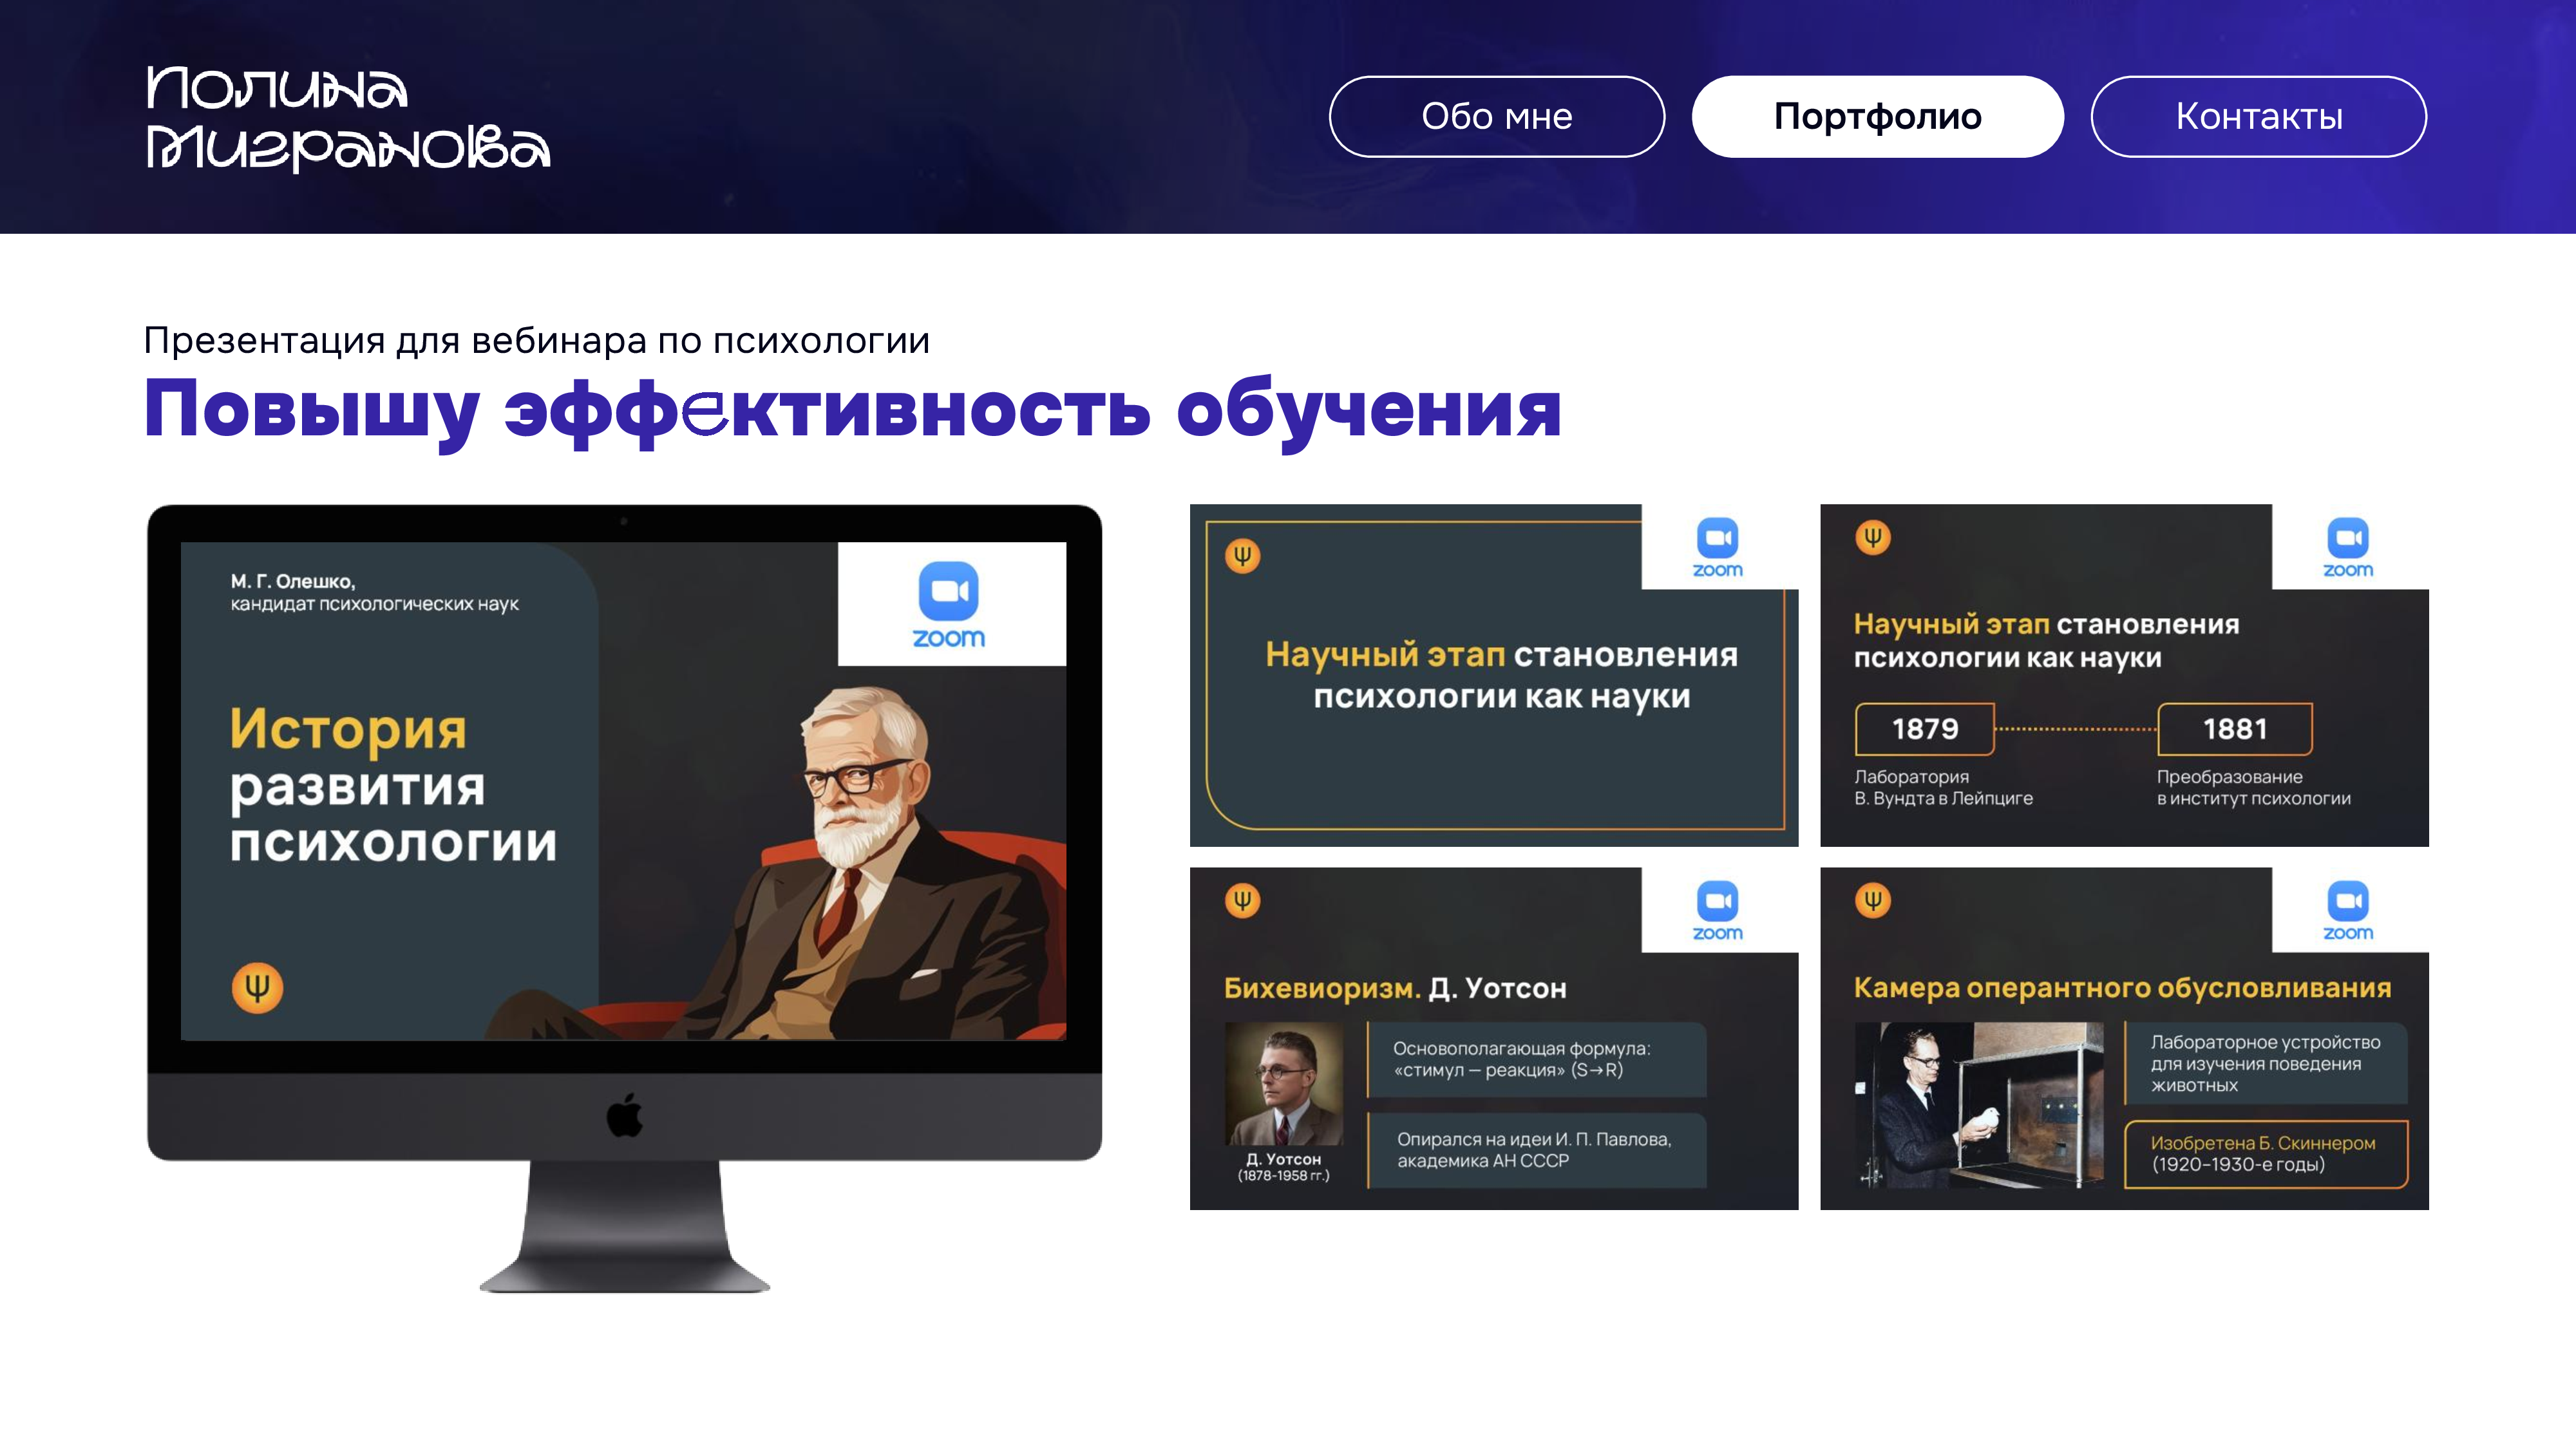 Полина
Мигранова
Обо мне
Портфолио
Контакты
Презентация для вебинара по психологии
Повышу эффективность обучения
М. Г. Олешко,
кандидат психологических наук
zoom
История
развития
психологии
Ψ
Ψ
zoom
Научный этап становления
психологии как науки
Ψ
zoom
Научный этап становления
психологии как науки
1879
1881
Лаборатория
В. Вундта в Лейпциге
Преобразование
в институт психологии
Ψ
zoom
Бихевиоризм. Д. Уотсон
Основополагающая формула:
«стимул — реакция» (S→R)
Опирался на идеи И. П. Павлова,
академика АН СССР
Д. Уотсон
(1878-1958 гг.)
Ψ
zoom
Камера оперантного обусловливания
Лабораторное устройство
для изучения поведения
животных
Изобретена Б. Скиннером
(1920–1930-е годы)